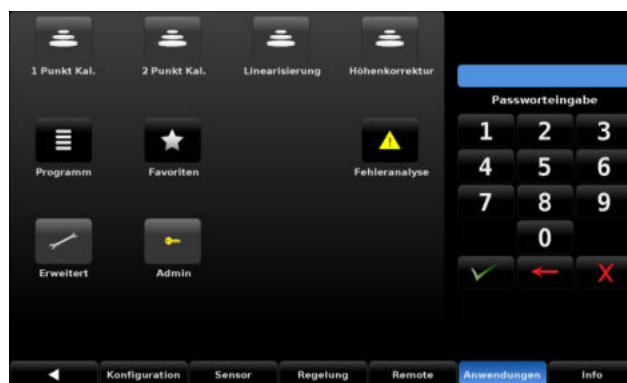 1 Punkt Kal. 2 Punkt Kal. Linearisierung Höhenkorrektur
Passworteingabe
1 2 3
Programm Favoriten Fehleranalyse
4 5 6
7 8 9
0
Erweitert Admin
X
Konfiguration Sensor Regelung Remote Anwendungen Info